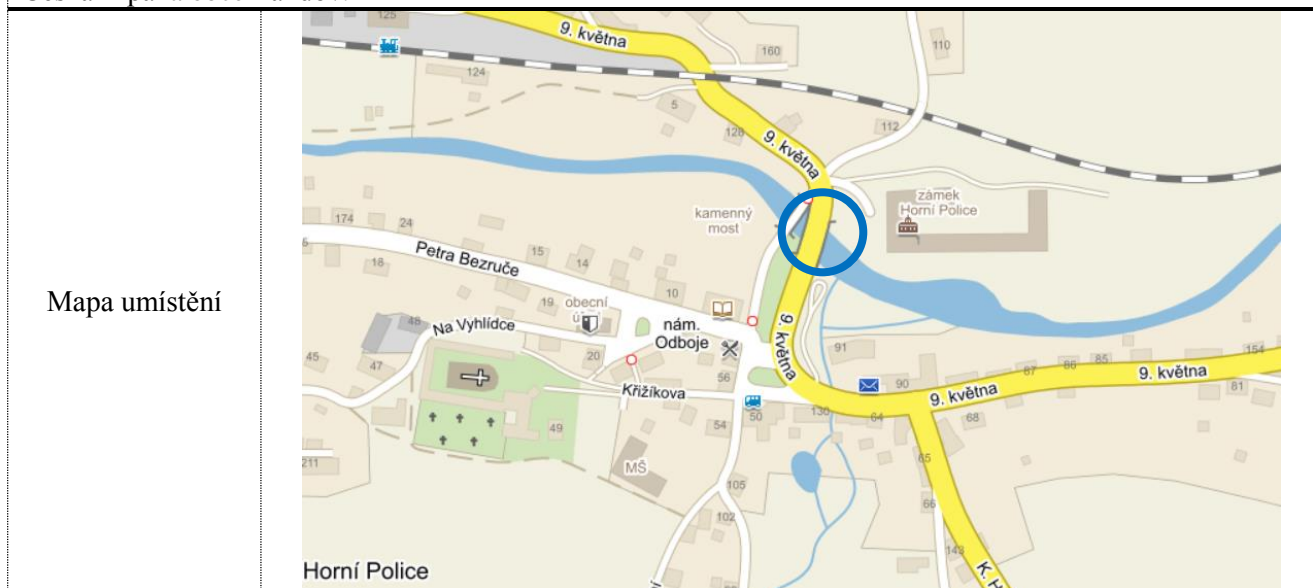 Mapa umístění
125
9. května
160
110
124
5
128
112
9. května
kamenný
most
zámek
Horní Police
174
24
15
14
18
Petra Bezruče
10
19
obecní
nám.
Odboje
48
Na Vyhlídce
20
9. května
91
45
47
56
90
87
86
85
154
9. května
9. května
81
Křižíkova
50
130
64
68
54
49
MŠ
65
211
105
66
102
143
Horní Police
K. H